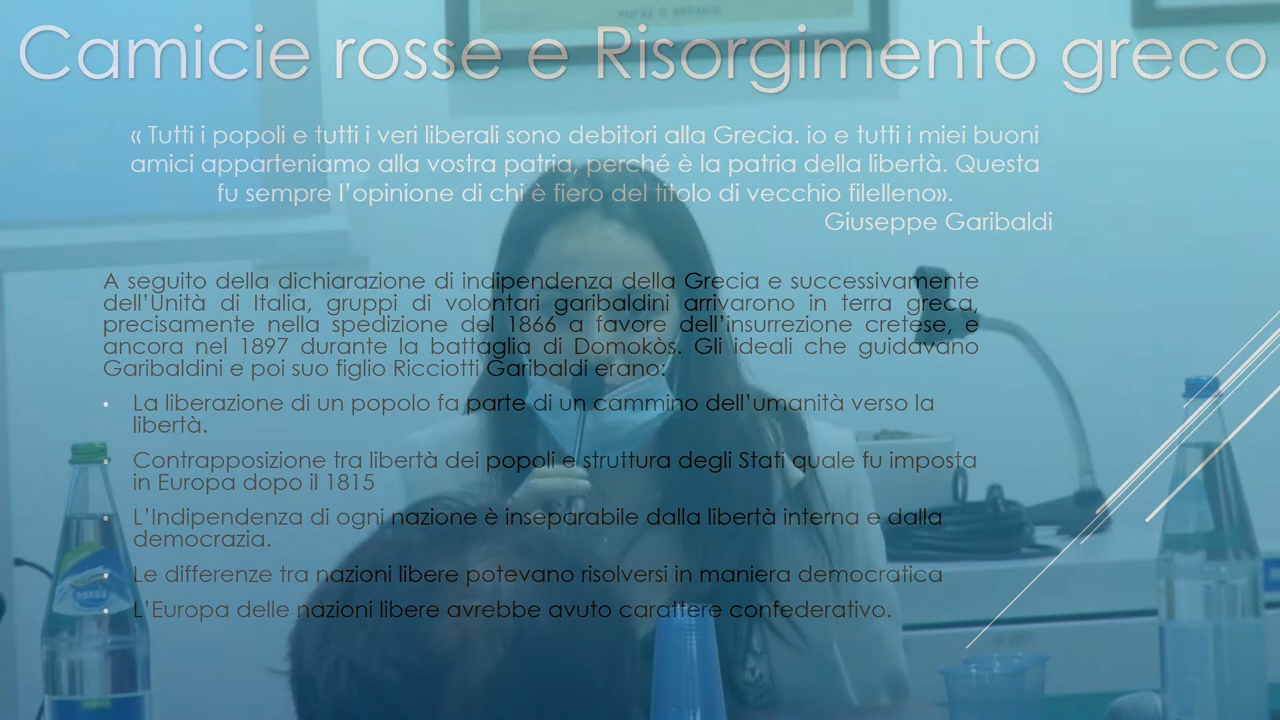 Camicie rosse e Risorgimento greco
« Tutti i popoli e tutti i veri liberali sono debitori alla Grecia. io e tutti i miei buoni
amici apparteniamo alla vostra patria, perché è la patria della libertà. Questa
fu sempre l'opinione di chi è fiero del titolo di vecchio filelleno».
Giuseppe Garibaldi
A seguito della dichiarazione di indipendenza della Grecia e successivamente
dell'Unità di Italia, gruppi di volontari garibaldini arrivarono in terra greca,
precisamente nella spedizione del 1866 a favore dell'insurrezione cretese, e
ancora nel 1897 durante la battaglia di Domokòs. Gli ideali che guidavano
Garibaldini e poi suo figlio Ricciotti Garibaldi erano:
• La liberazione di un popolo fa parte di un cammino dell'umanità verso la
libertà.
• Contrapposizione tra libertà dei popoli e struttura degli Stati quale fu imposta
in Europa dopo il 1815
• L'Indipendenza di ogni nazione è inseparabile dalla libertà interna e dalla
democrazia.
• Le differenze tra nazioni libere potevano risolversi in maniera democratica
• L'Europa delle nazioni libere avrebbe avuto carattere confederativo.